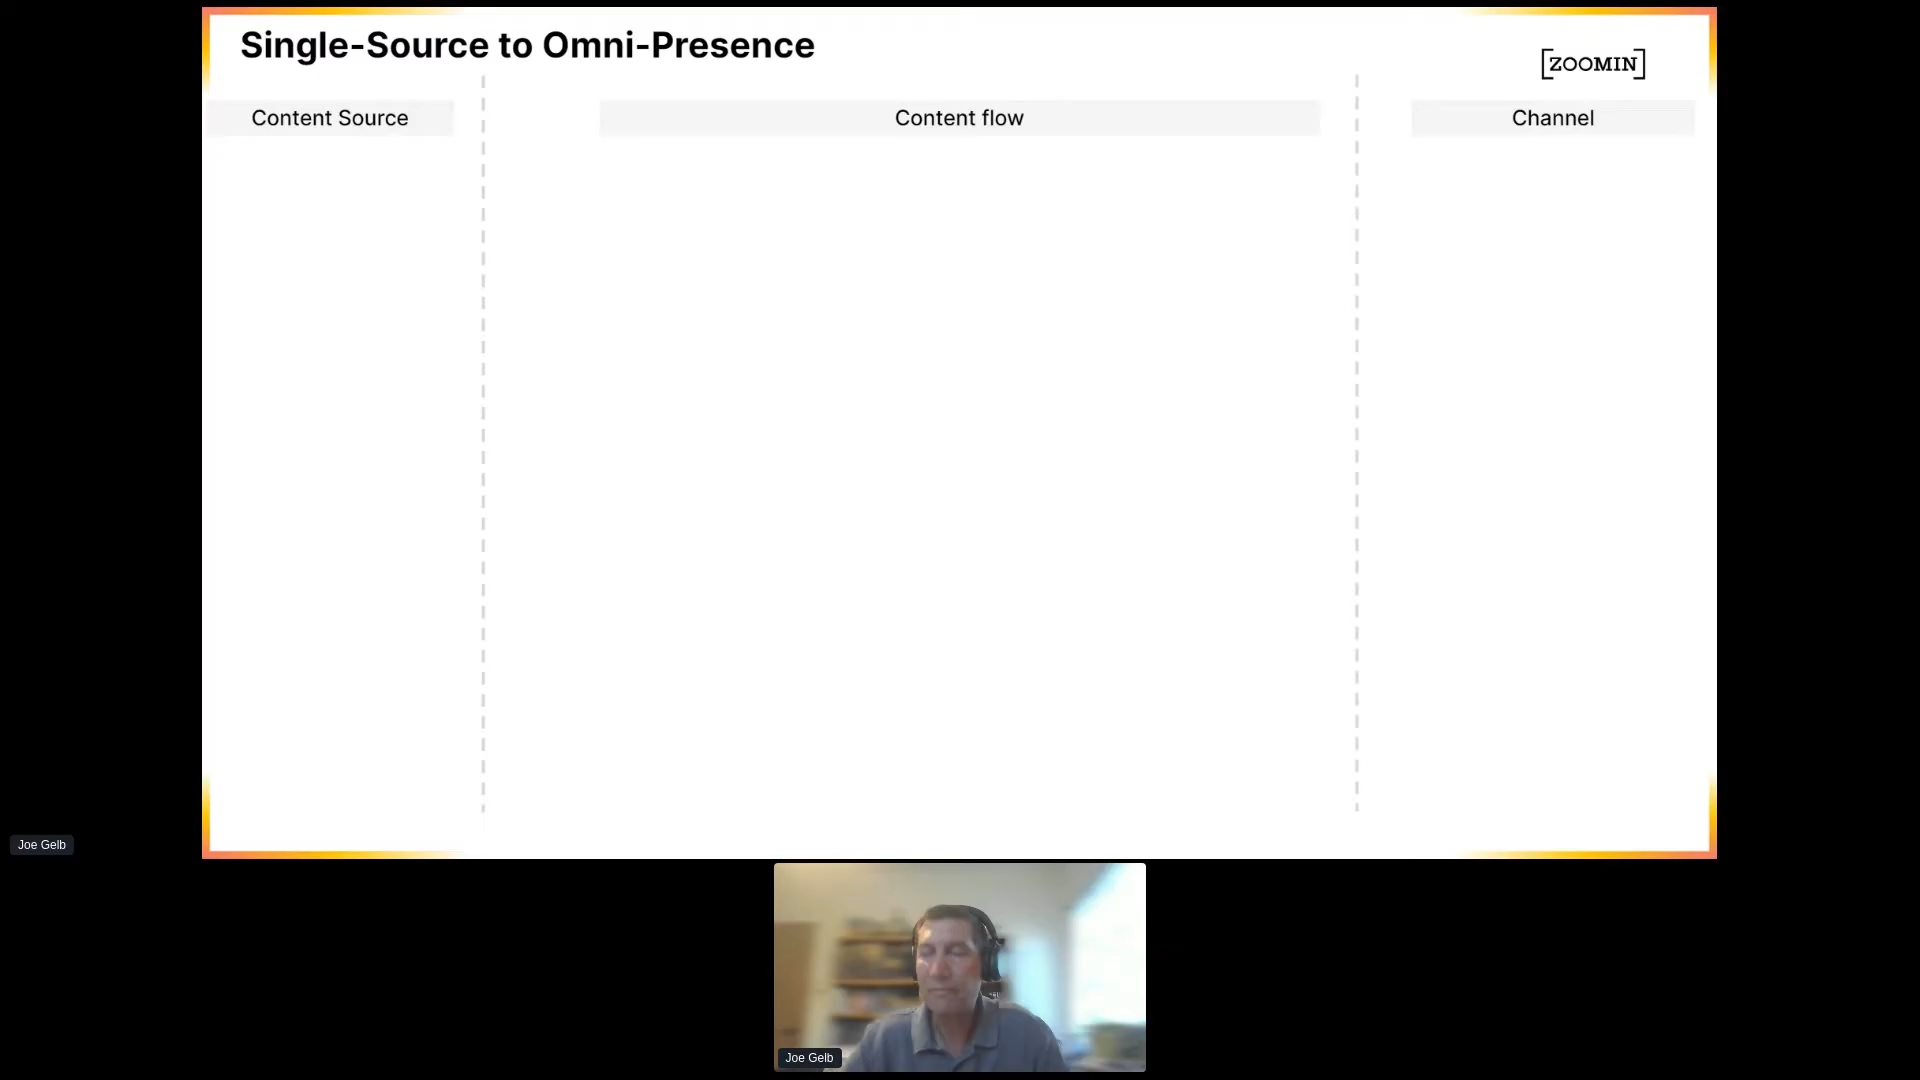 Single-Source to Omni-Presence
[ZOOMIN]
Content Source
Content flow
Channel
Joe Gelb
Joe Gelb